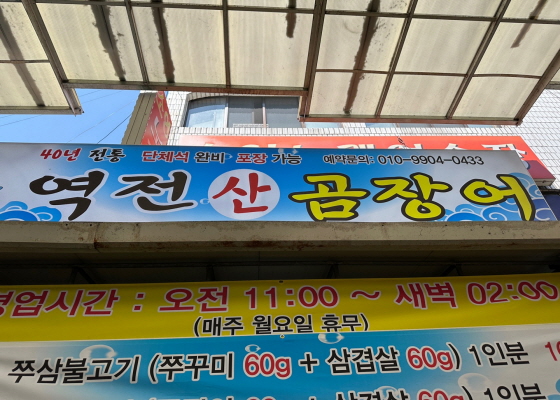 40년 전통 단체석 완비 포장 가능 예약문의: 010-9904-0433
역전 산 곰장어
영업시간 : 오전 11:00 ~ 새벽 02:00
(매주 월요일 휴무)
쭈삼불고기 (쭈꾸미 60g + 삼겹살 60g) 1인분